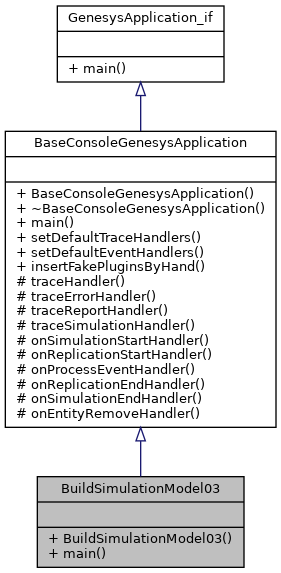 GenesysApplication_if
+ main()
BaseConsoleGenesysApplication
+ BaseConsoleGenesysApplication()
+ ~BaseConsoleGenesysApplication()
+ main()
+ setDefaultTraceHandlers()
+ setDefaultEventHandlers()
+ insertFakePluginsByHand()
# traceHandler()
# traceErrorHandler()
# traceReportHandler()
# traceSimulationHandler()
# onSimulationStartHandler()
# onReplicationStartHandler()
# onProcessEventHandler()
# onReplicationEndHandler()
# onSimulationEndHandler()
# onEntityRemoveHandler()
BuildSimulationModel03
+ BuildSimulationModel03()
+ main()